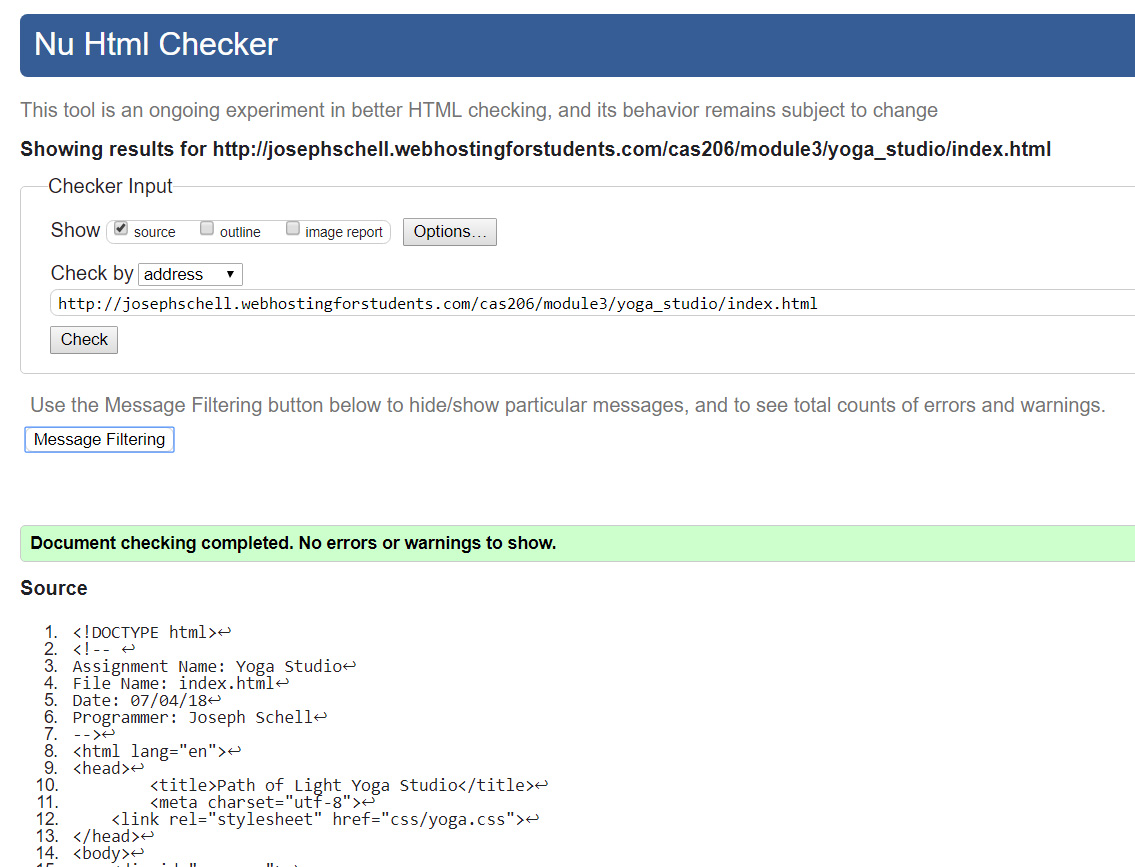 Nu Html Checker
This tool is an ongoing experiment in better HTML checking, and its behavior remains subject to change
Showing results for http://josephschell.webhostingforstudents.com/cas206/module3/yoga_studio/index.html
Checker Input
Show source outline image report Options...
Check by address
http://josephschell.webhostingforstudents.com/cas206/module3/yoga_studio/index.html
Check
Use the Message Filtering button below to hide/show particular messages, and to see total counts of errors and warnings.
Message Filtering
Document checking completed. No errors or warnings to show.
Source
1. <!DOCTYPE html>↩
2. <!-- ↩
3. Assignment Name: Yoga Studio↩
4. File Name: index.html↩
5. Date: 07/04/18↩
6. Programmer: Joseph Schell↩
7. -->↩
8. <html lang="en">↩
9. <head>↩
10. <title>Path of Light Yoga Studio</title>↩
11. <meta charset="utf-8">↩
12. <link rel="stylesheet" href="css/yoga.css">↩
13. </head>↩
14. <body>↩